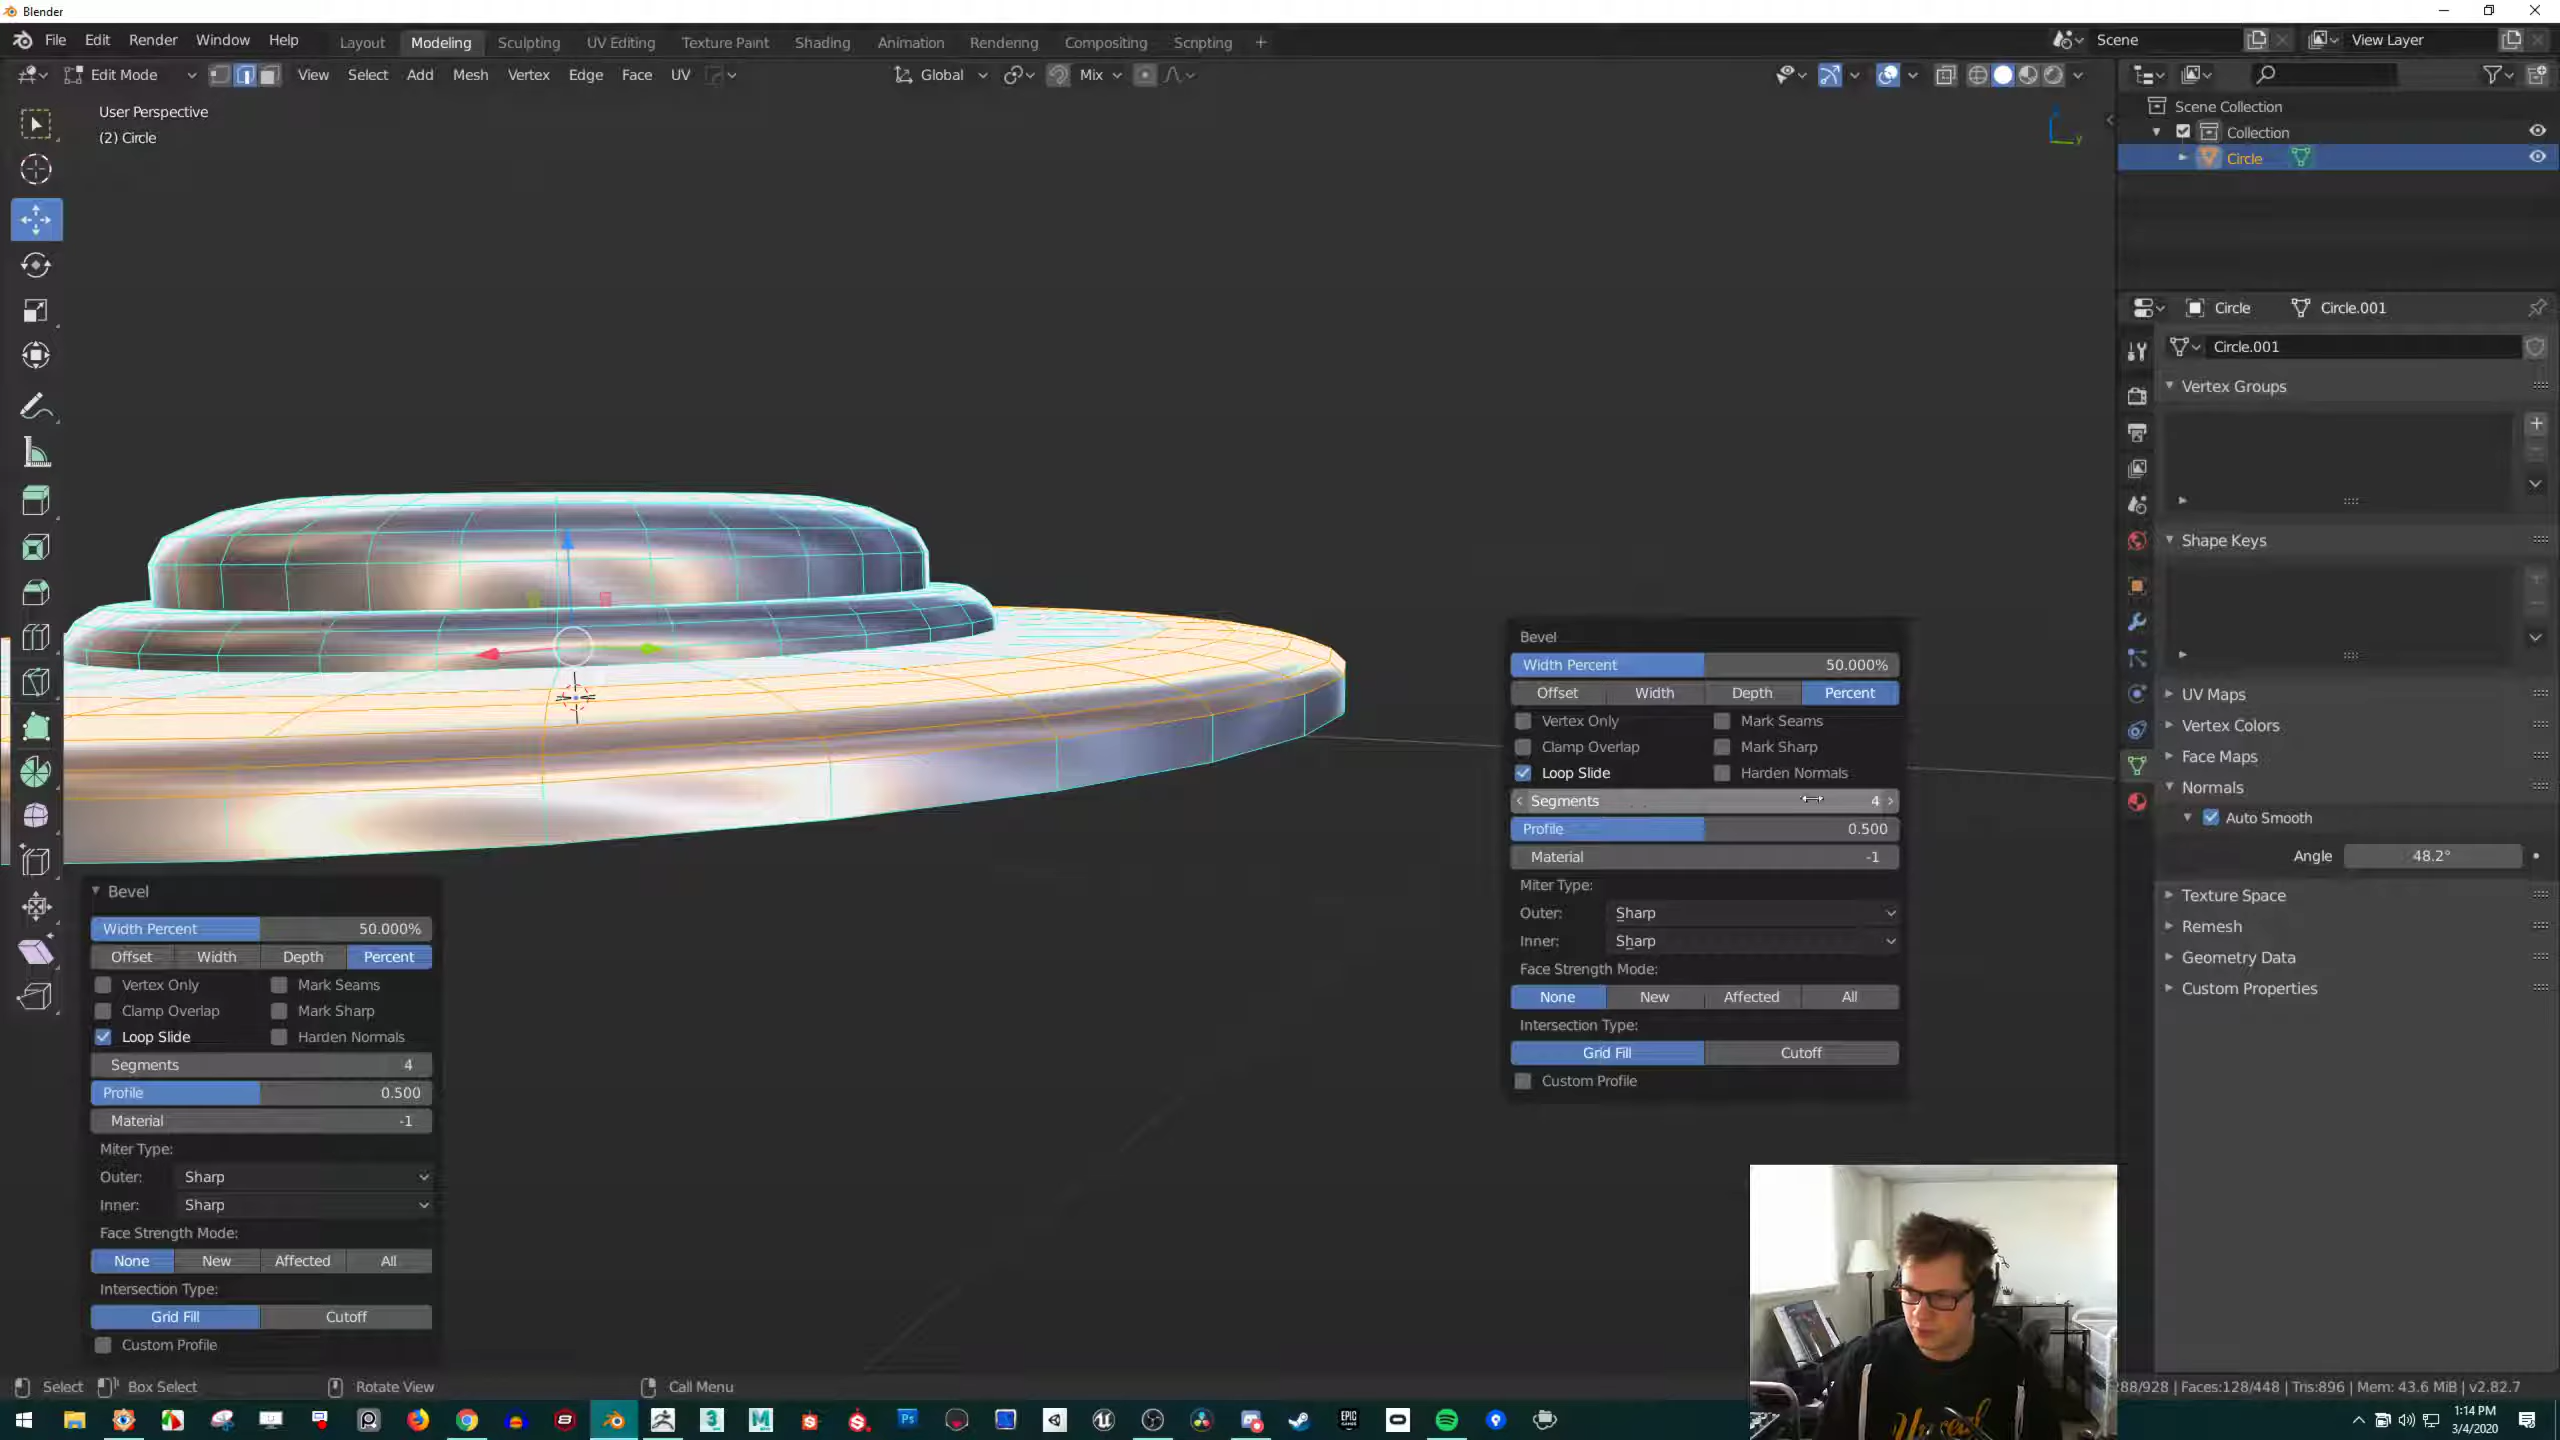 Blender
File Edit Render Window Help Layout Modeling Sculpting UV Editing Texture Paint Shading Animation Rendering Compositing Scripting + Scene View Layer
Edit Mode View Select Add Mesh Vertex Edge Face UV Global Mix
User Perspective
(2) Circle
Scene Collection
Collection
Circle
Circle Circle.001
Circle.001
Vertex Groups
Shape Keys
UV Maps
Vertex Colors
Face Maps
Normals
Auto Smooth
Angle 48.2°
Texture Space
Remesh
Geometry Data
Custom Properties
Bevel
Width Percent 50.000%
Offset Width Depth Percent
Vertex Only Mark Seams
Clamp Overlap Mark Sharp
Loop Slide Harden Normals
Segments 4
Profile 0.500
Material -1
Miter Type:
Outer: Sharp
Inner: Sharp
Face Strength Mode:
None New Affected All
Intersection Type:
Grid Fill Cutoff
Custom Profile
Bevel
Width Percent 50.000%
Offset Width Depth Percent
Vertex Only Mark Seams
Clamp Overlap Mark Sharp
Loop Slide Harden Normals
Segments 4
Profile 0.500
Material -1
Miter Type:
Outer: Sharp
Inner: Sharp
Face Strength Mode:
None New Affected All
Intersection Type:
Grid Fill Cutoff
Custom Profile
Select Box Select Rotate View Call Menu 288/928 | Faces:128/448 | Tris:896 | Mem: 43.6 MiB | v2.82.7
1:14 PM
3/4/2020